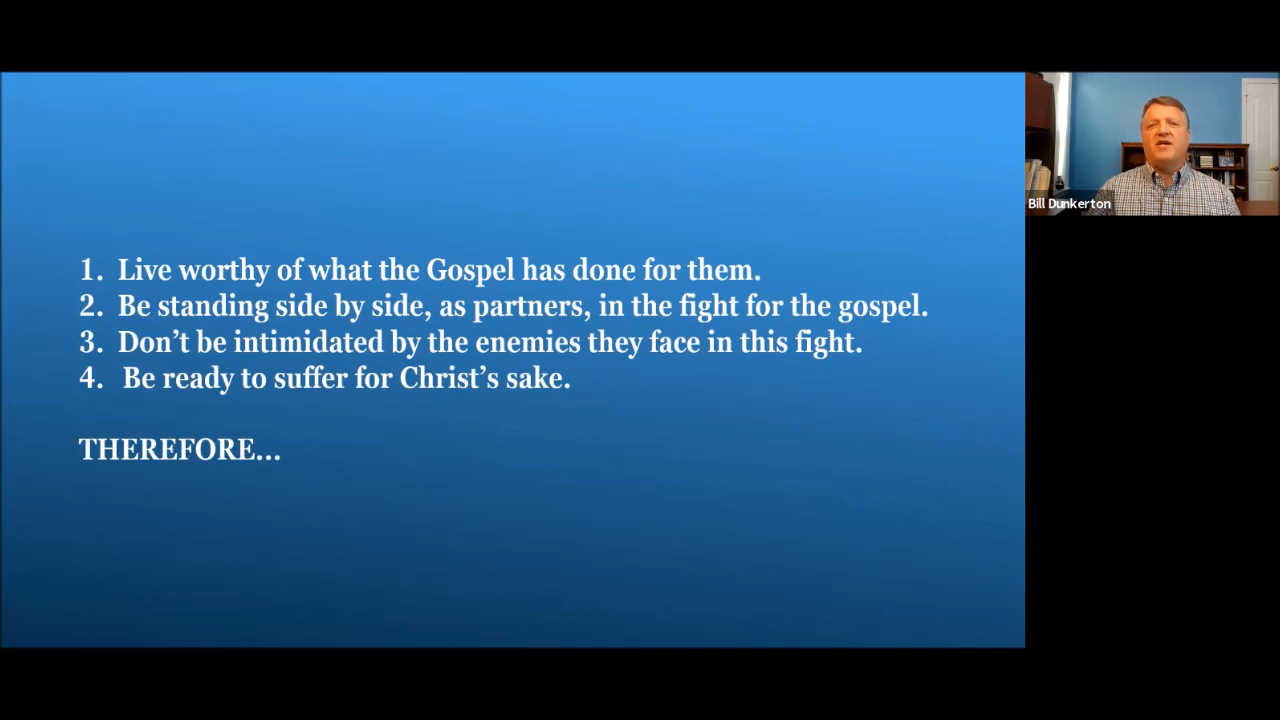 1. Live worthy of what the Gospel has done for them.
2. Be standing side by side, as partners, in the fight for the gospel.
3. Don’t be intimidated by the enemies they face in this fight.
4. Be ready to suffer for Christ’s sake.
THEREFORE...
Bill Dunkerton